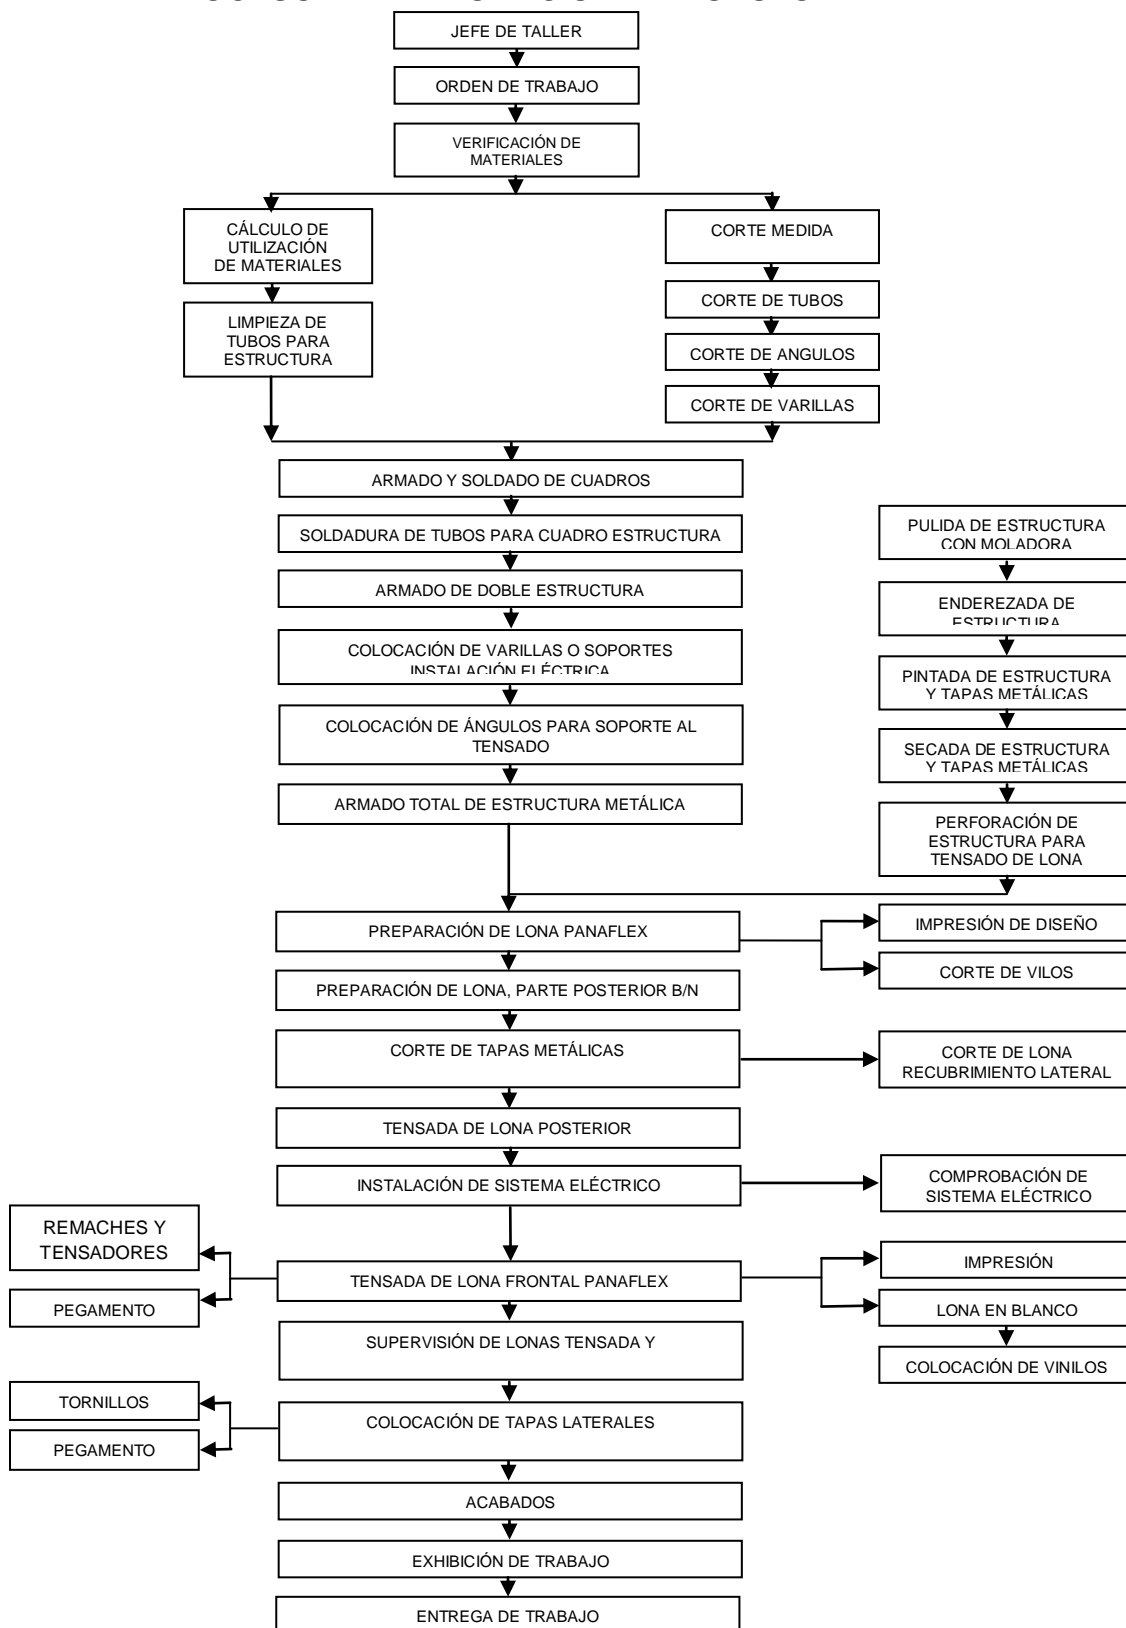 JEFE DE TALLER
ORDEN DE TRABAJO
VERIFICACIÓN DE
MATERIALES
CÁLCULO DE
UTILIZACIÓN
DE MATERIALES
CORTE MEDIDA
LIMPIEZA DE
TUBOS PARA
ESTRUCTURA
CORTE DE TUBOS
CORTE DE ANGULOS
CORTE DE VARILLAS
ARMADO Y SOLDADO DE CUADROS
SOLDADURA DE TUBOS PARA CUADRO ESTRUCTURA
ARMADO DE DOBLE ESTRUCTURA
COLOCACIÓN DE VARILLAS O SOPORTES
INSTALACIÓN ELÉCTRICA
COLOCACIÓN DE ÁNGULOS PARA SOPORTE AL
TENSADO
ARMADO TOTAL DE ESTRUCTURA METÁLICA
PULIDA DE ESTRUCTURA
CON MOLADORA
ENDEREZADA DE
ESTRUCTURA
PINTADA DE ESTRUCTURA
Y TAPAS METÁLICAS
SECADA DE ESTRUCTURA
Y TAPAS METÁLICAS
PERFORACIÓN DE
ESTRUCTURA PARA
TENSADO DE LONA
PREPARACIÓN DE LONA PANAFLEX
IMPRESIÓN DE DISEÑO
CORTE DE VILOS
PREPARACIÓN DE LONA, PARTE POSTERIOR B/N
CORTE DE TAPAS METÁLICAS
CORTE DE LONA
RECUBRIMIENTO LATERAL
TENSADA DE LONA POSTERIOR
INSTALACIÓN DE SISTEMA ELÉCTRICO
COMPROBACIÓN DE
SISTEMA ELÉCTRICO
REMACHES Y
TENSADORES
PEGAMENTO
TENSADA DE LONA FRONTAL PANAFLEX
IMPRESIÓN
LONA EN BLANCO
COLOCACIÓN DE VINILOS
SUPERVISIÓN DE LONAS TENSADA Y
TORNILLOS
PEGAMENTO
COLOCACIÓN DE TAPAS LATERALES
ACABADOS
EXHIBICIÓN DE TRABAJO
ENTREGA DE TRABAJO